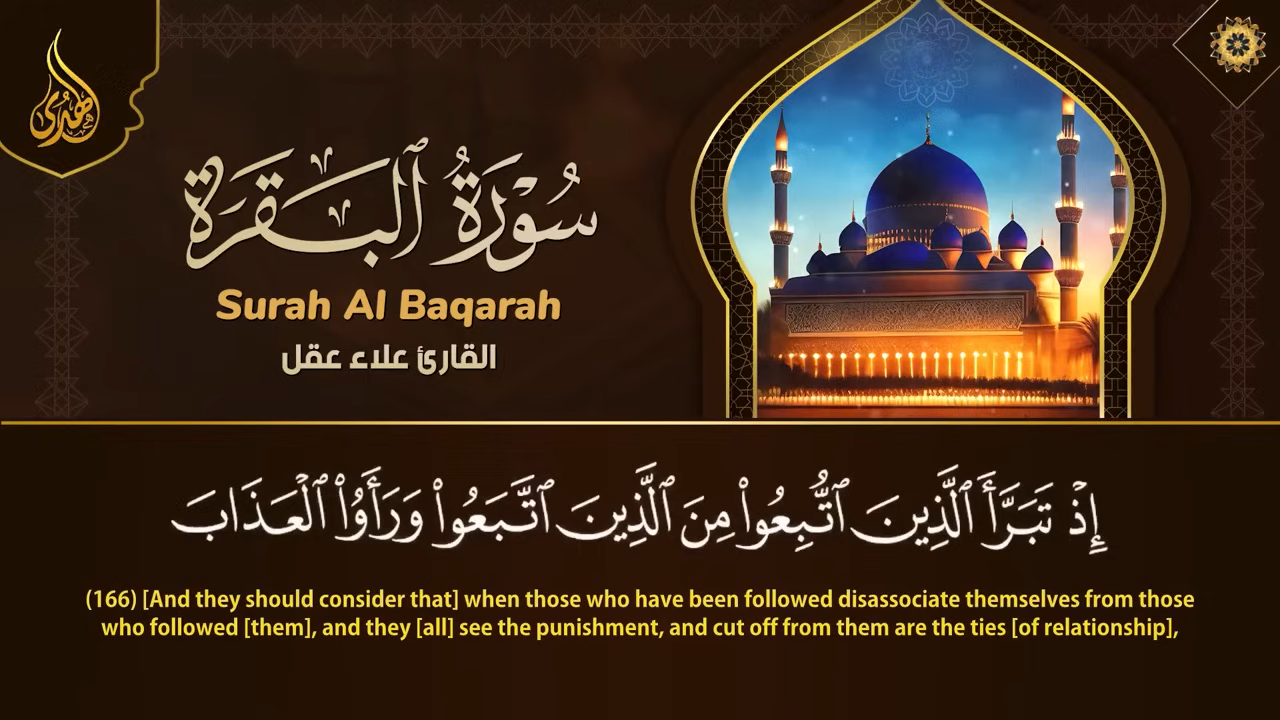 الهدى
سُورَةُ ٱلْبَقَرَةِ
Surah Al Baqarah
القارئ علاء عقل
إِذۡ تَبَرَّأَ ٱلَّذِينَ ٱتُّبِعُواْ مِنَ ٱلَّذِينَ ٱتَّبَعُواْ وَرَأَوُاْ ٱلۡعَذَابَ
(166) [And they should consider that] when those who have been followed disassociate themselves from those
who followed [them], and they [all] see the punishment, and cut off from them are the ties [of relationship],